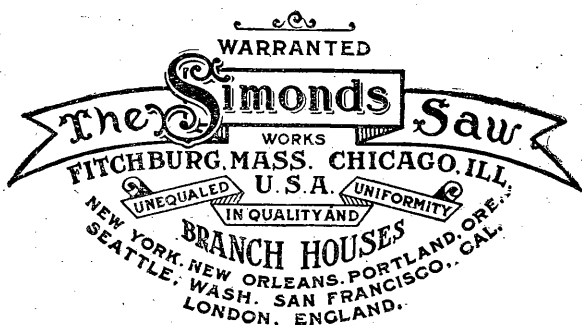 WARRANTED
The Simonds Saw
WORKS
FITCHBURG, MASS. CHICAGO, ILL.
U.S.A.
UNEQUALED IN QUALITY AND UNIFORMITY
BRANCH HOUSES
NEW YORK. NEW ORLEANS. PORTLAND, ORE.,
SEATTLE, WASH. SAN FRANCISCO, CAL.
LONDON, ENGLAND.